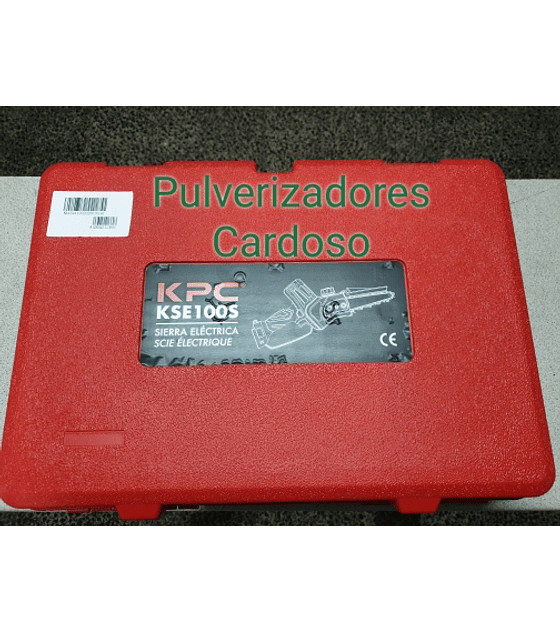 Pulverizadores
Cardoso
KPC
KSE100S
SIERRA ELÉCTRICA
SCIE ÉLECTRIQUE
CE